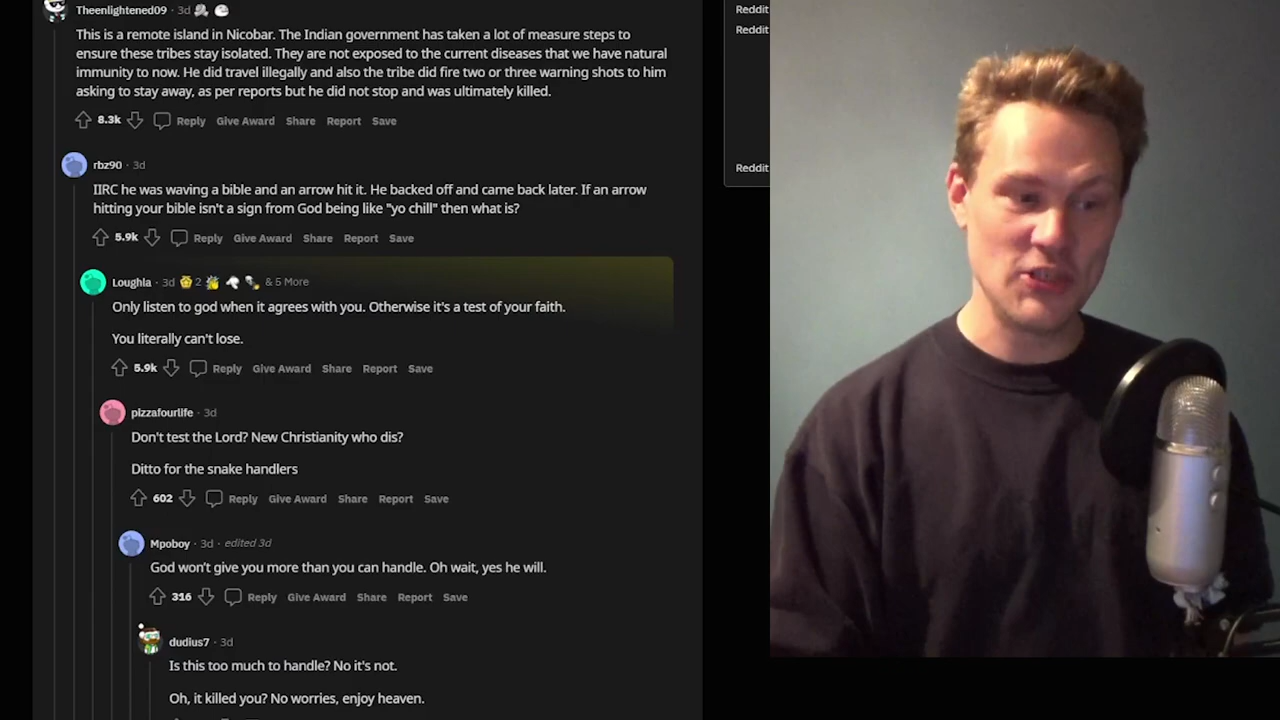 Theenlightened09 · 3d
This is a remote island in Nicobar. The Indian government has taken a lot of measure steps to
ensure these tribes stay isolated. They are not exposed to the current diseases that we have natural
immunity to now. He did travel illegally and also the tribe did fire two or three warning shots to him
asking to stay away, as per reports but he did not stop and was ultimately killed.
8.3k Reply Give Award Share Report Save
rbz90 · 3d
IIRC he was waving a bible and an arrow hit it. He backed off and came back later. If an arrow
hitting your bible isn't a sign from God being like "yo chill" then what is?
5.9k Reply Give Award Share Report Save
Loughla · 3d 2 & 5 More
Only listen to god when it agrees with you. Otherwise it's a test of your faith.
You literally can't lose.
5.9k Reply Give Award Share Report Save
pizzafourlife · 3d
Don't test the Lord? New Christianity who dis?
Ditto for the snake handlers
602 Reply Give Award Share Report Save
Mpoboy · 3d · edited 3d
God won't give you more than you can handle. Oh wait, yes he will.
316 Reply Give Award Share Report Save
dudius7 · 3d
Is this too much to handle? No it's not.
Oh, it killed you? No worries, enjoy heaven.
Reddit
Reddit
Reddit